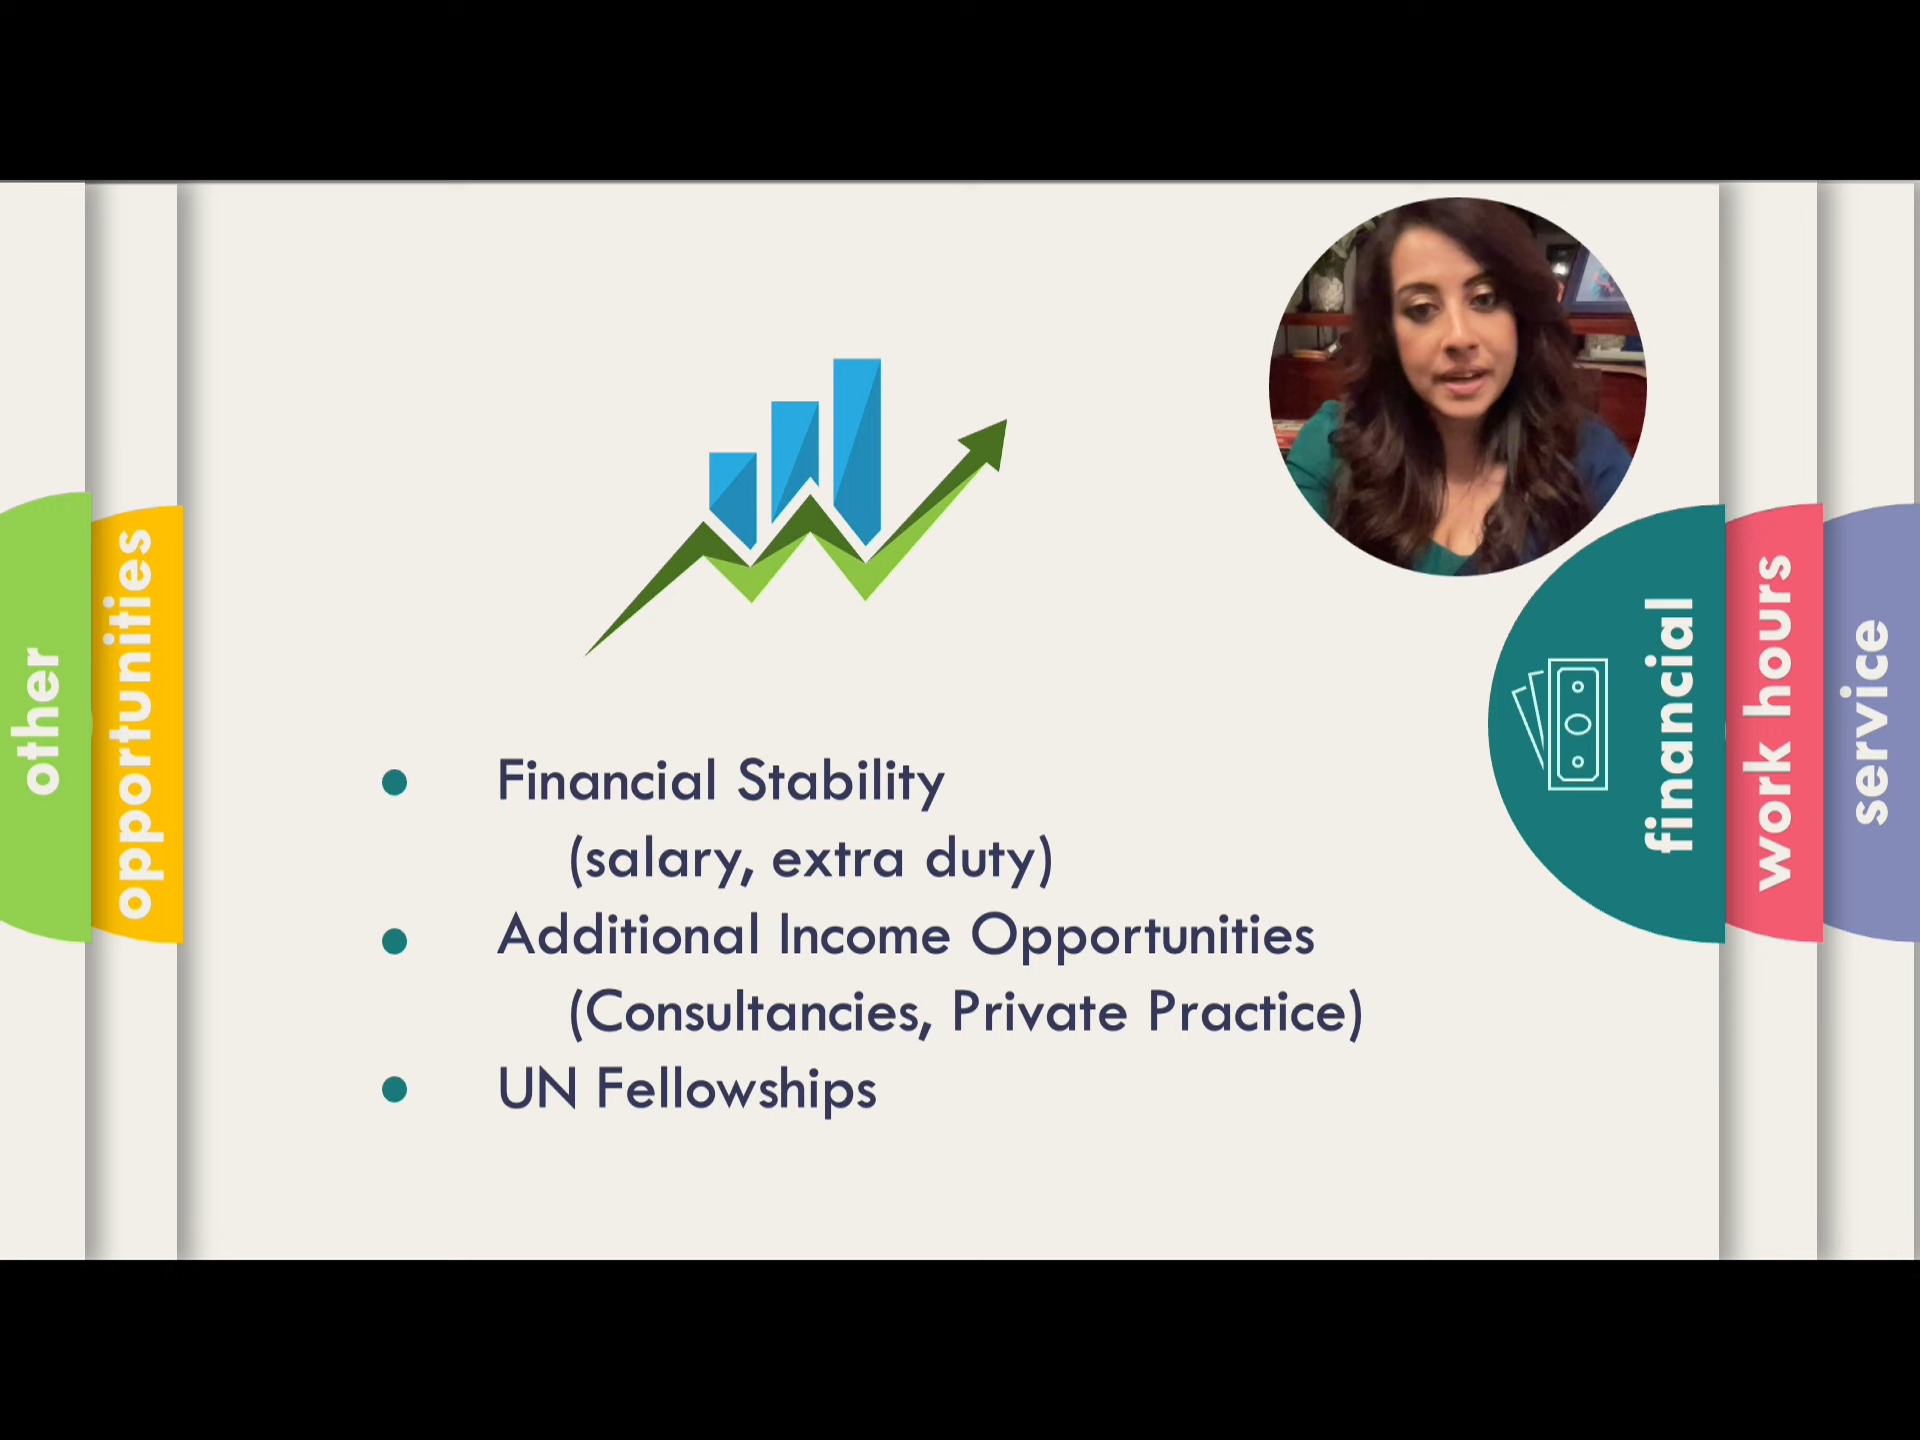 other
opportunities
Financial Stability
(salary, extra duty)
Additional Income Opportunities
(Consultancies, Private Practice)
UN Fellowships
financial
work hours
service